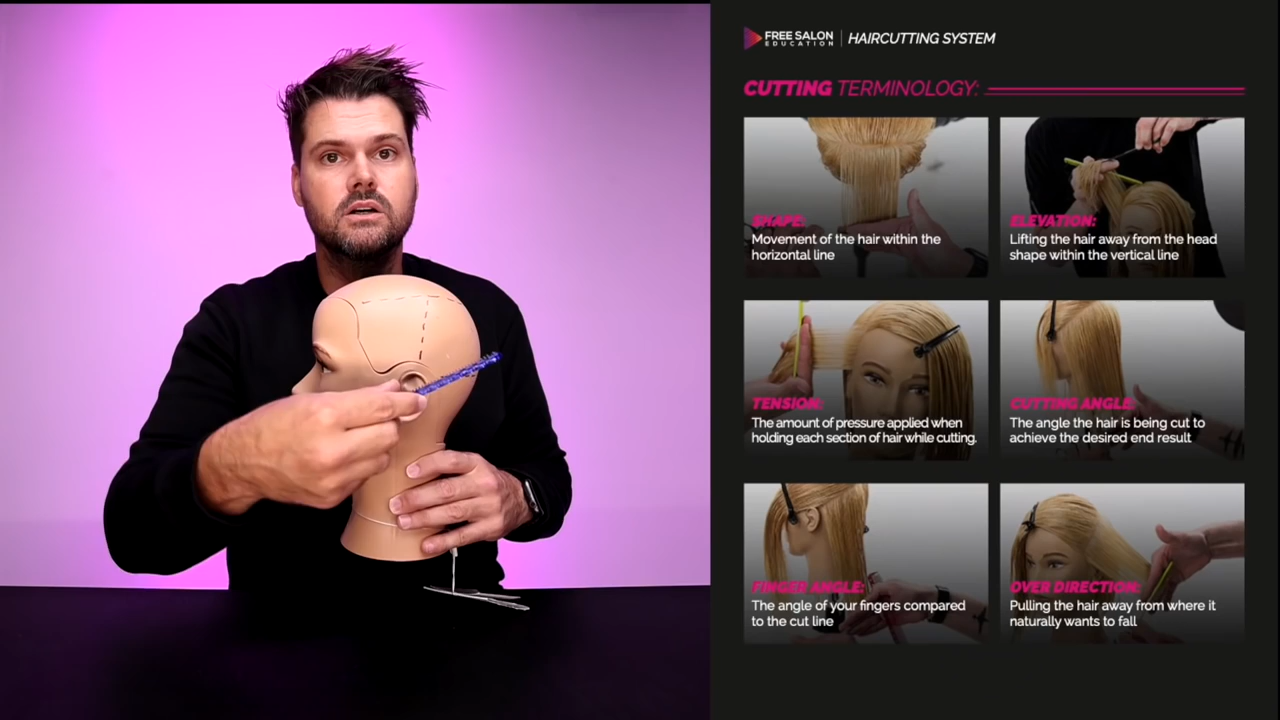 FREE SALON
EDUCATION
HAIRCUTTING SYSTEM
CUTTING TERMINOLOGY:
SHAPE:
Movement of the hair within the
horizontal line
ELEVATION:
Lifting the hair away from the head
shape within the vertical line
TENSION:
The amount of pressure applied when
holding each section of hair while cutting.
CUTTING ANGLE:
The angle the hair is being cut to
achieve the desired end result
FINGER ANGLE:
The angle of your fingers compared
to the cut line
OVER DIRECTION:
Pulling the hair away from where it
naturally wants to fall